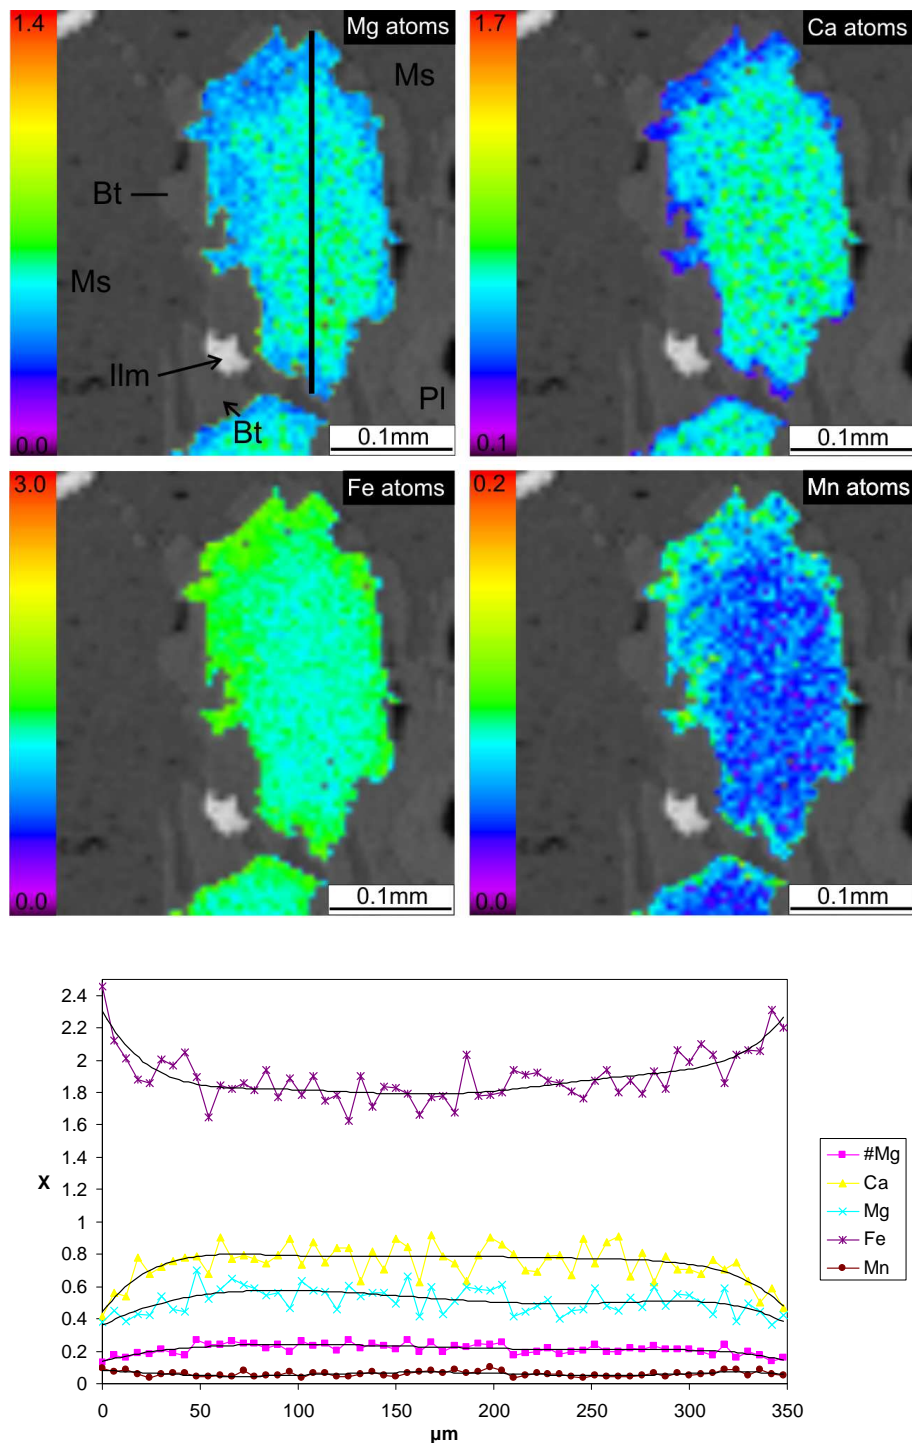 1.4
Mg atoms
Ms
Bt
Ms
Ilm
Bt
Pl
0.0
0.1mm
1.7
Ca atoms
0.1
0.1mm
3.0
Fe atoms
0.0
0.1mm
0.2
Mn atoms
0.0
0.1mm
2.4
2.2
2
1.8
1.6
1.4
1.2
X
1
0.8
0.6
0.4
0.2
0
0 50 100 150 200 250 300 350
µm
#Mg
Ca
Mg
Fe
Mn